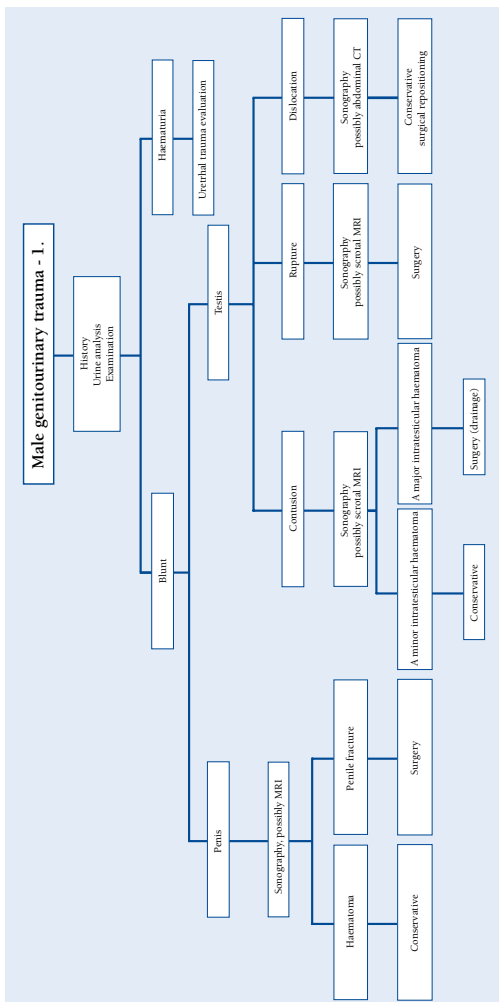 Male genitourinary trauma - 1.
History
Urine analysis
Examination
Blunt
Haematuria
Uretrhal trauma evaluation
Penis
Testis
Sonography, possibly MRI
Contusion
Rupture
Dislocation
Haematoma
Penile fracture
Sonography
possibly scrotal MRI
Sonography
possibly scrotal MRI
Sonography
possibly abdominal CT
Conservative
Surgery
A minor intratesticular haematoma
A major intratesticular haematoma
Surgery
Conservative
surgical repositioning
Conservative
Surgery (drainage)